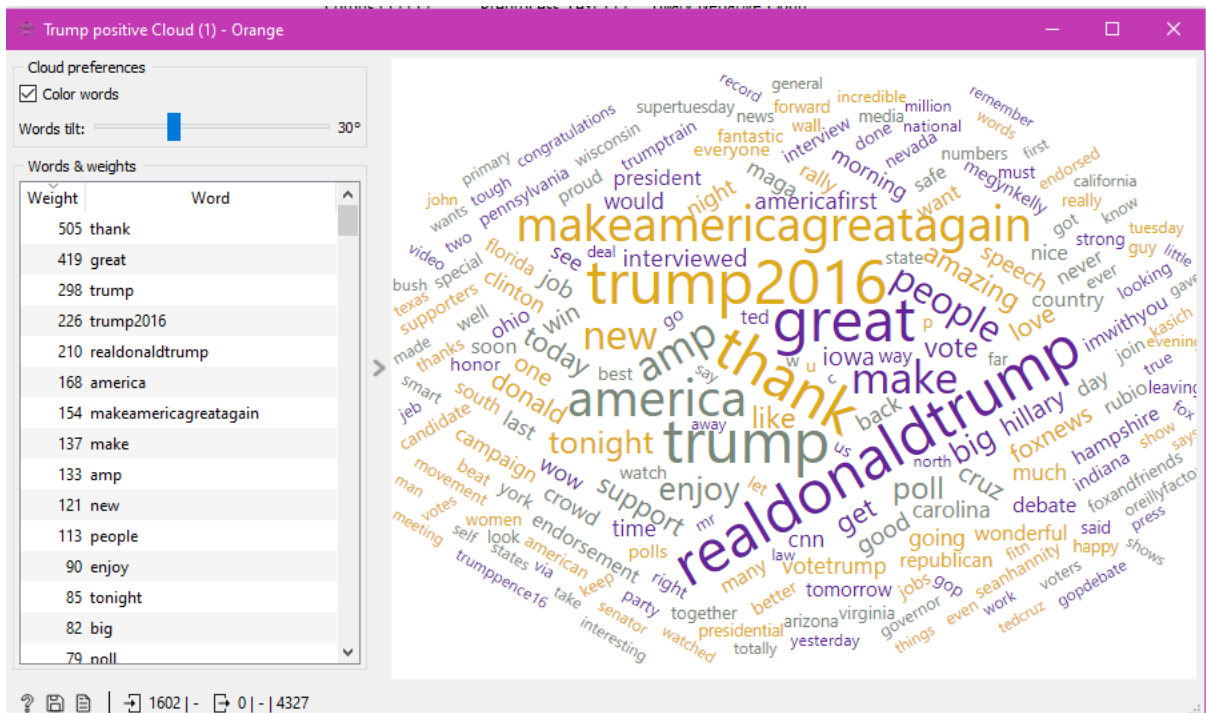 Trump positive Cloud (1) - Orange
Cloud preferences
Color words
Words tilt: 30°
Words & weights
Weight Word
505 thank
419 great
298 trump
226 trump2016
210 realdonaldtrump
168 america
154 makeamericagreatagain
137 make
133 amp
121 new
113 people
90 enjoy
85 tonight
82 big
79 poll
1602 | - 0 | - | 4327
record general
supertuesday news forward incredible million remember
congratulations wisconsin trumptrain fantastic wall media national words
primary everyone interview done nevada numbers first
john tough pennsylvania proud president maga rally morning safe megynkelly must endorsed
wants would night americafirst want california
video two makeamericagreatagain got really know
florida see deal interviewed state amazing speech nice strong tuesday
bush special clinton job trump2016 people never ever guy little
texas supporters well ohio today win go ted great p love country looking gave
made thanks soon new amp thank w u iowa way vote far imwithyou kasich
honor one best say c make join evening
smart south donald america like back day true
jeb last away us realdonaldtrump hillary rubio leaving
candidate campaign tonight trump north big foxnews hampshire fox
movement beat wow watch let cruz much indiana show says
man york crowd support enjoy poll carolina debate foxandfriends oreillyfacto
votes women endorsement time mr get good wonderful said press
meeting self look cnn going happy shows
states via american polls law many votetrump republican fitn
trumppence16 keep right better tomorrow jobs gop seanhannity voters gopdebate
take senator party together arizona virginia governor even work
interesting watched presidential yesterday things tedcruz
totally